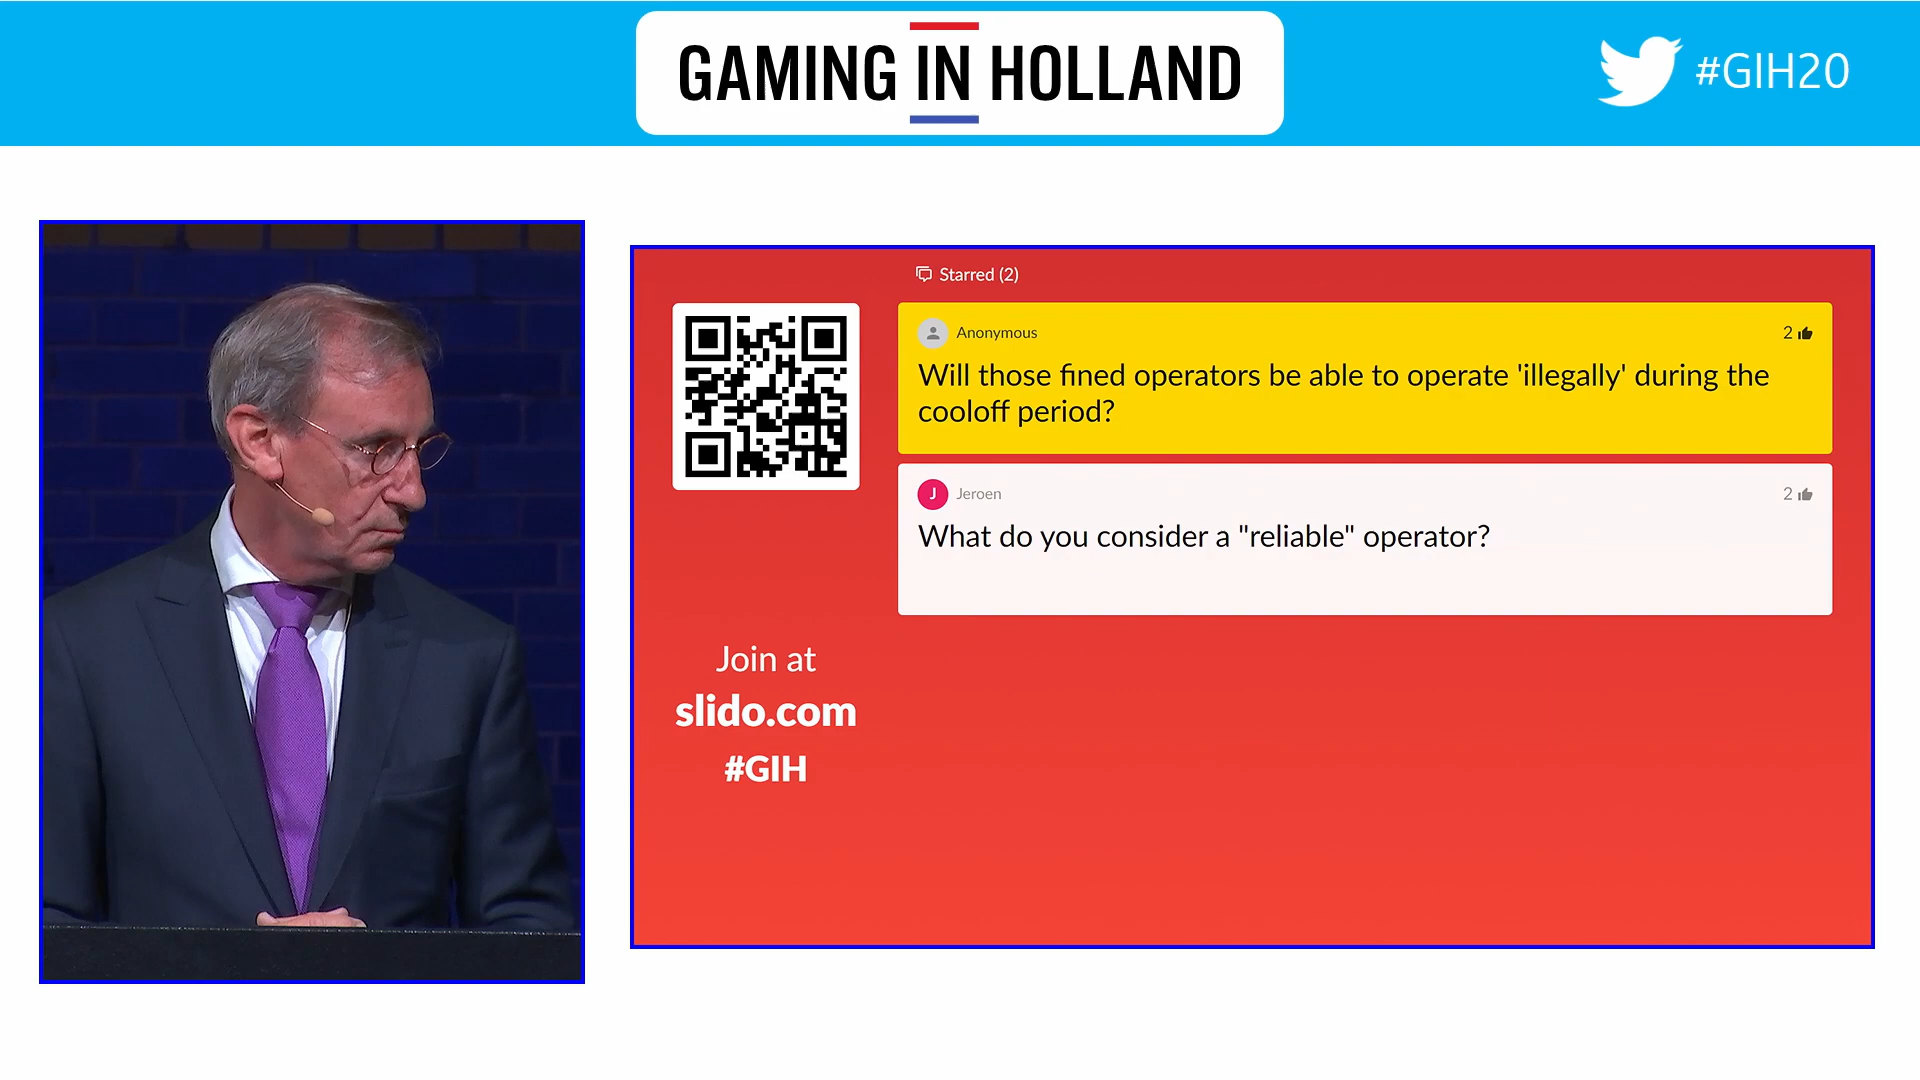 GAMING IN HOLLAND
#GIH20
Starred (2)
Anonymous
2
Will those fined operators be able to operate 'illegally' during the
cooloff period?
J
Jeroen
2
What do you consider a "reliable" operator?
Join at
slido.com
#GIH